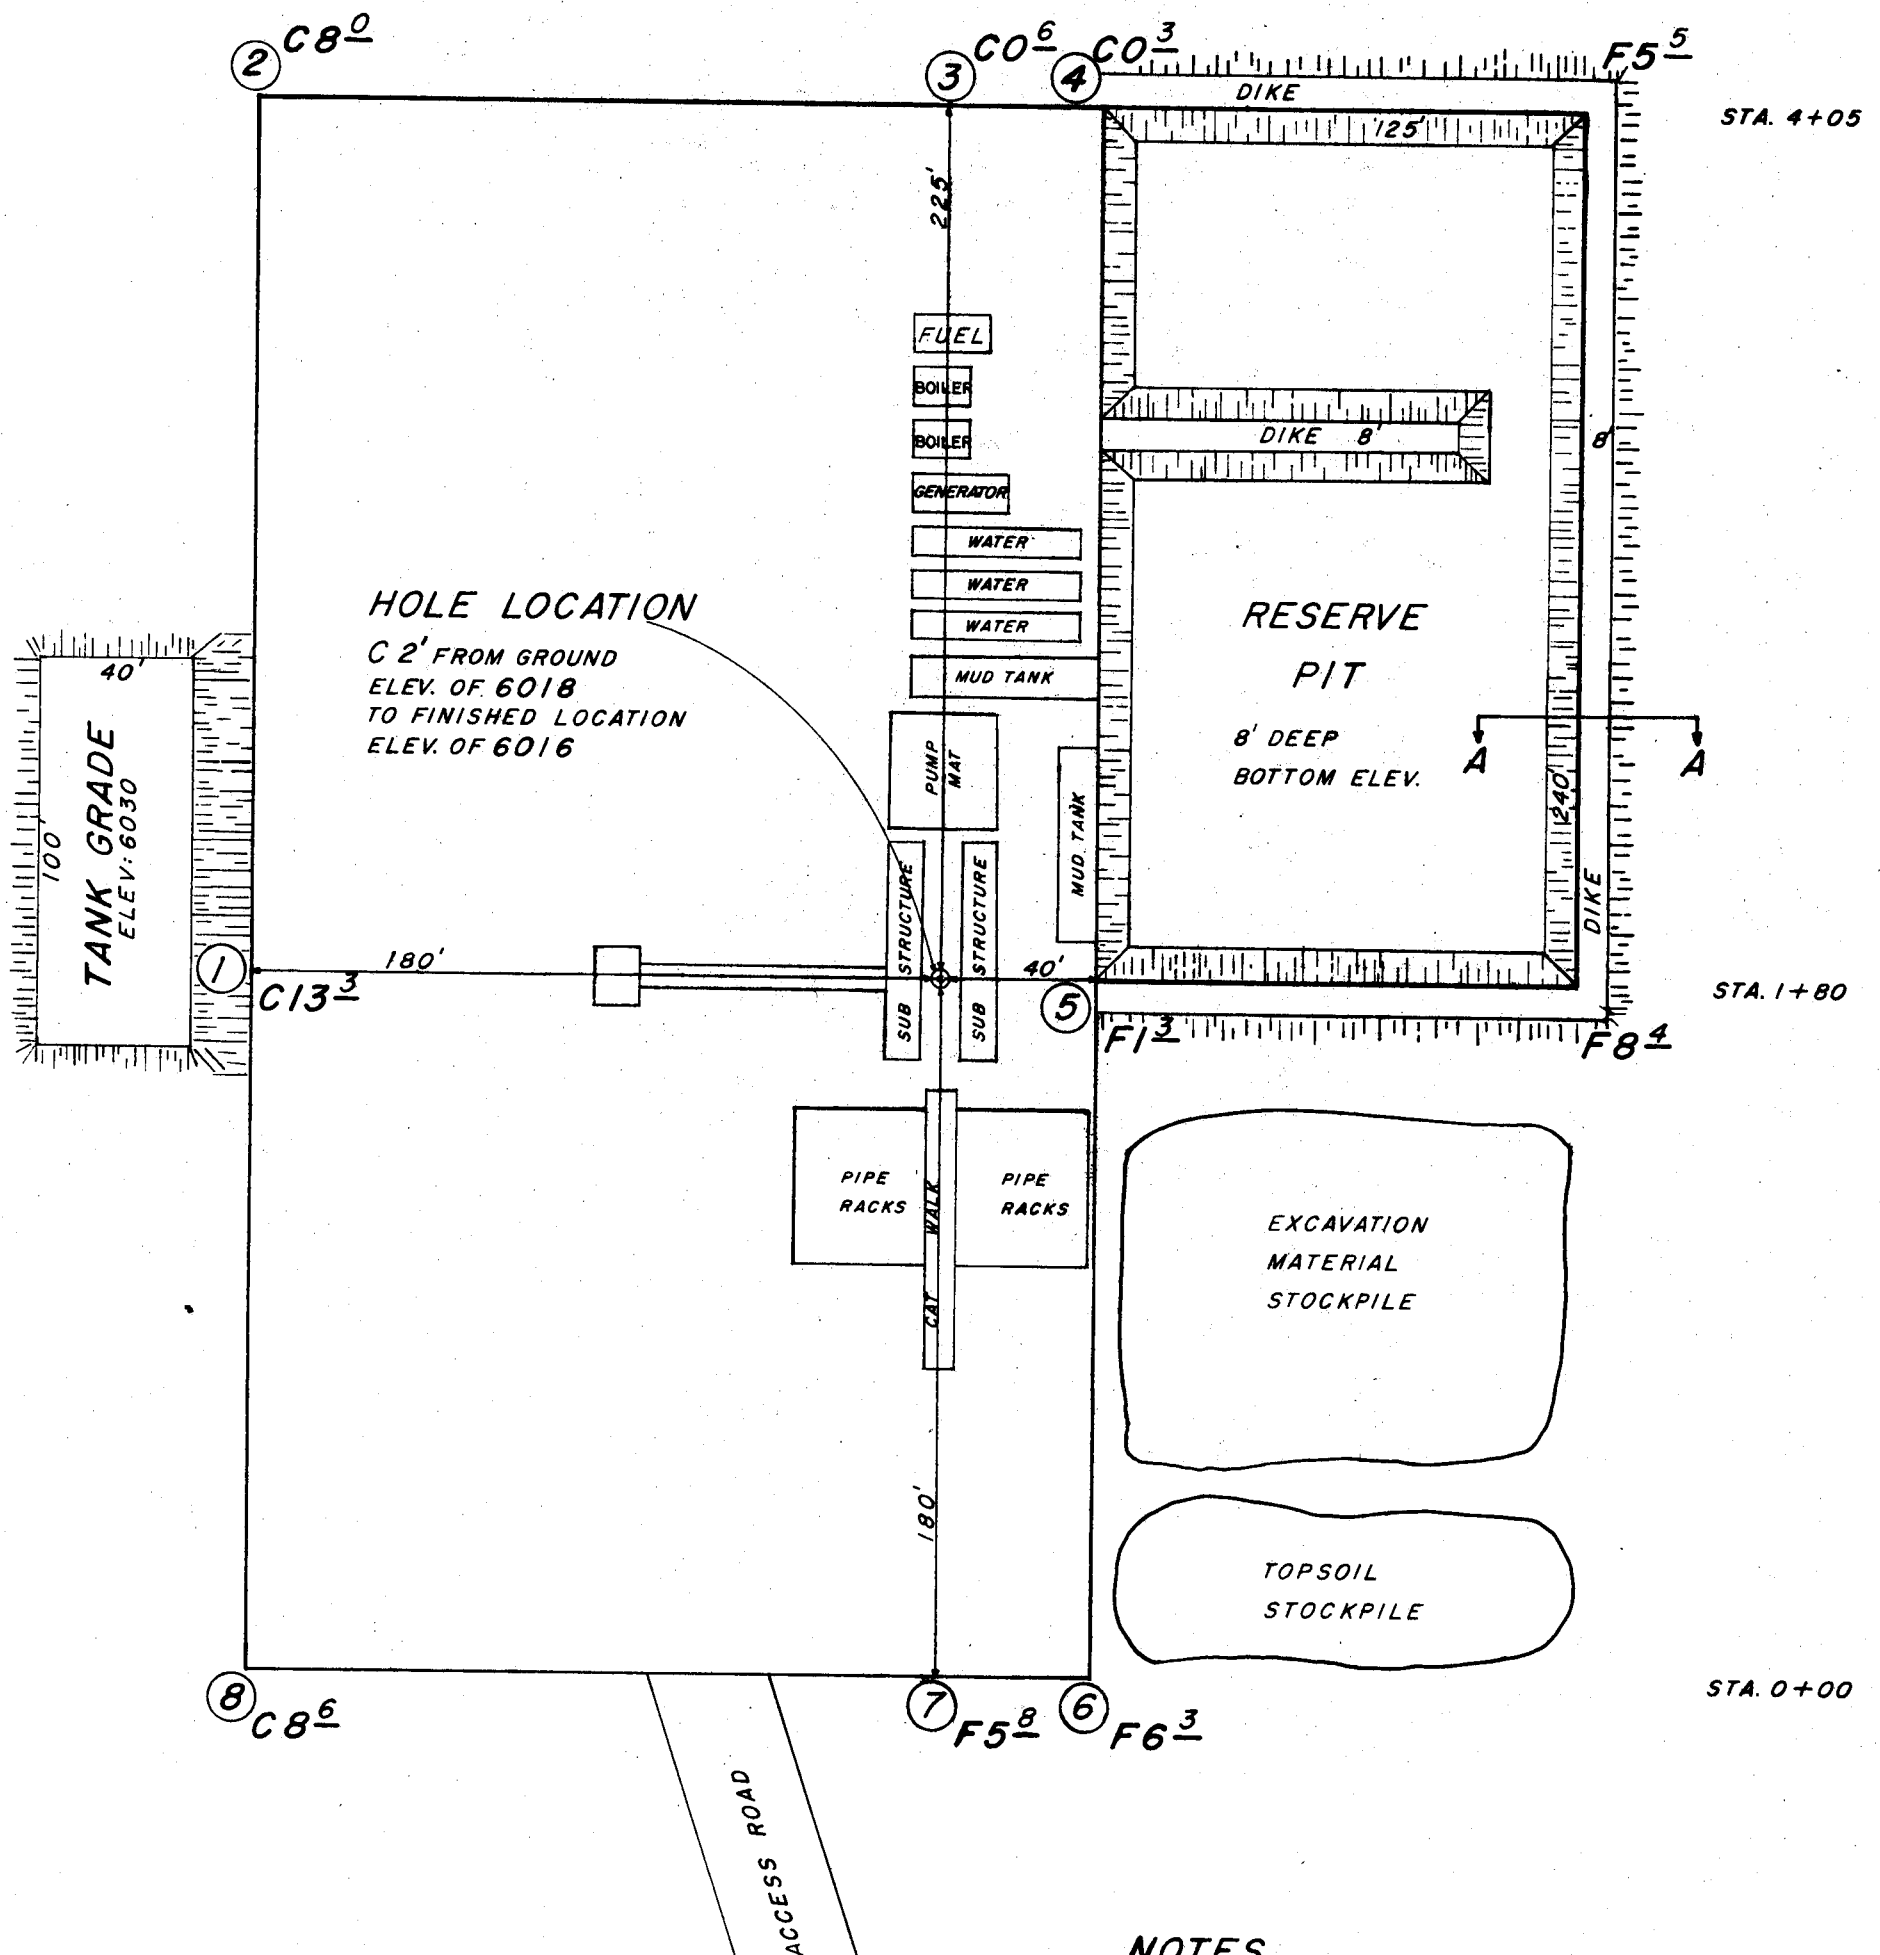 2 C8 0
3 C0 6
4 C0 3
F5 5
DIKE
STA. 4+05
125'
225'
FUEL
BOILER
BOILER
DIKE 8'
8'
GENERATOR
WATER
WATER
WATER
HOLE LOCATION
C 2' FROM GROUND
ELEV. OF 6018
TO FINISHED LOCATION
ELEV. OF 6016
RESERVE
PIT
8' DEEP
BOTTOM ELEV.
MUD TANK
40'
100'
TANK GRADE
ELEV: 6030
PUMP
MAT
MUD TANK
A
A
240'
DIKE
SUB STRUCTURE
SUB STRUCTURE
1
C13 3
180'
40'
5
F1 3
F8 4
STA. 1+80
PIPE
RACKS
CAT WALK
PIPE
RACKS
EXCAVATION
MATERIAL
STOCKPILE
180'
TOPSOIL
STOCKPILE
STA. 0+00
8
C8 6
7
F5 8
6
F6 3
ACCESS ROAD
NOTES